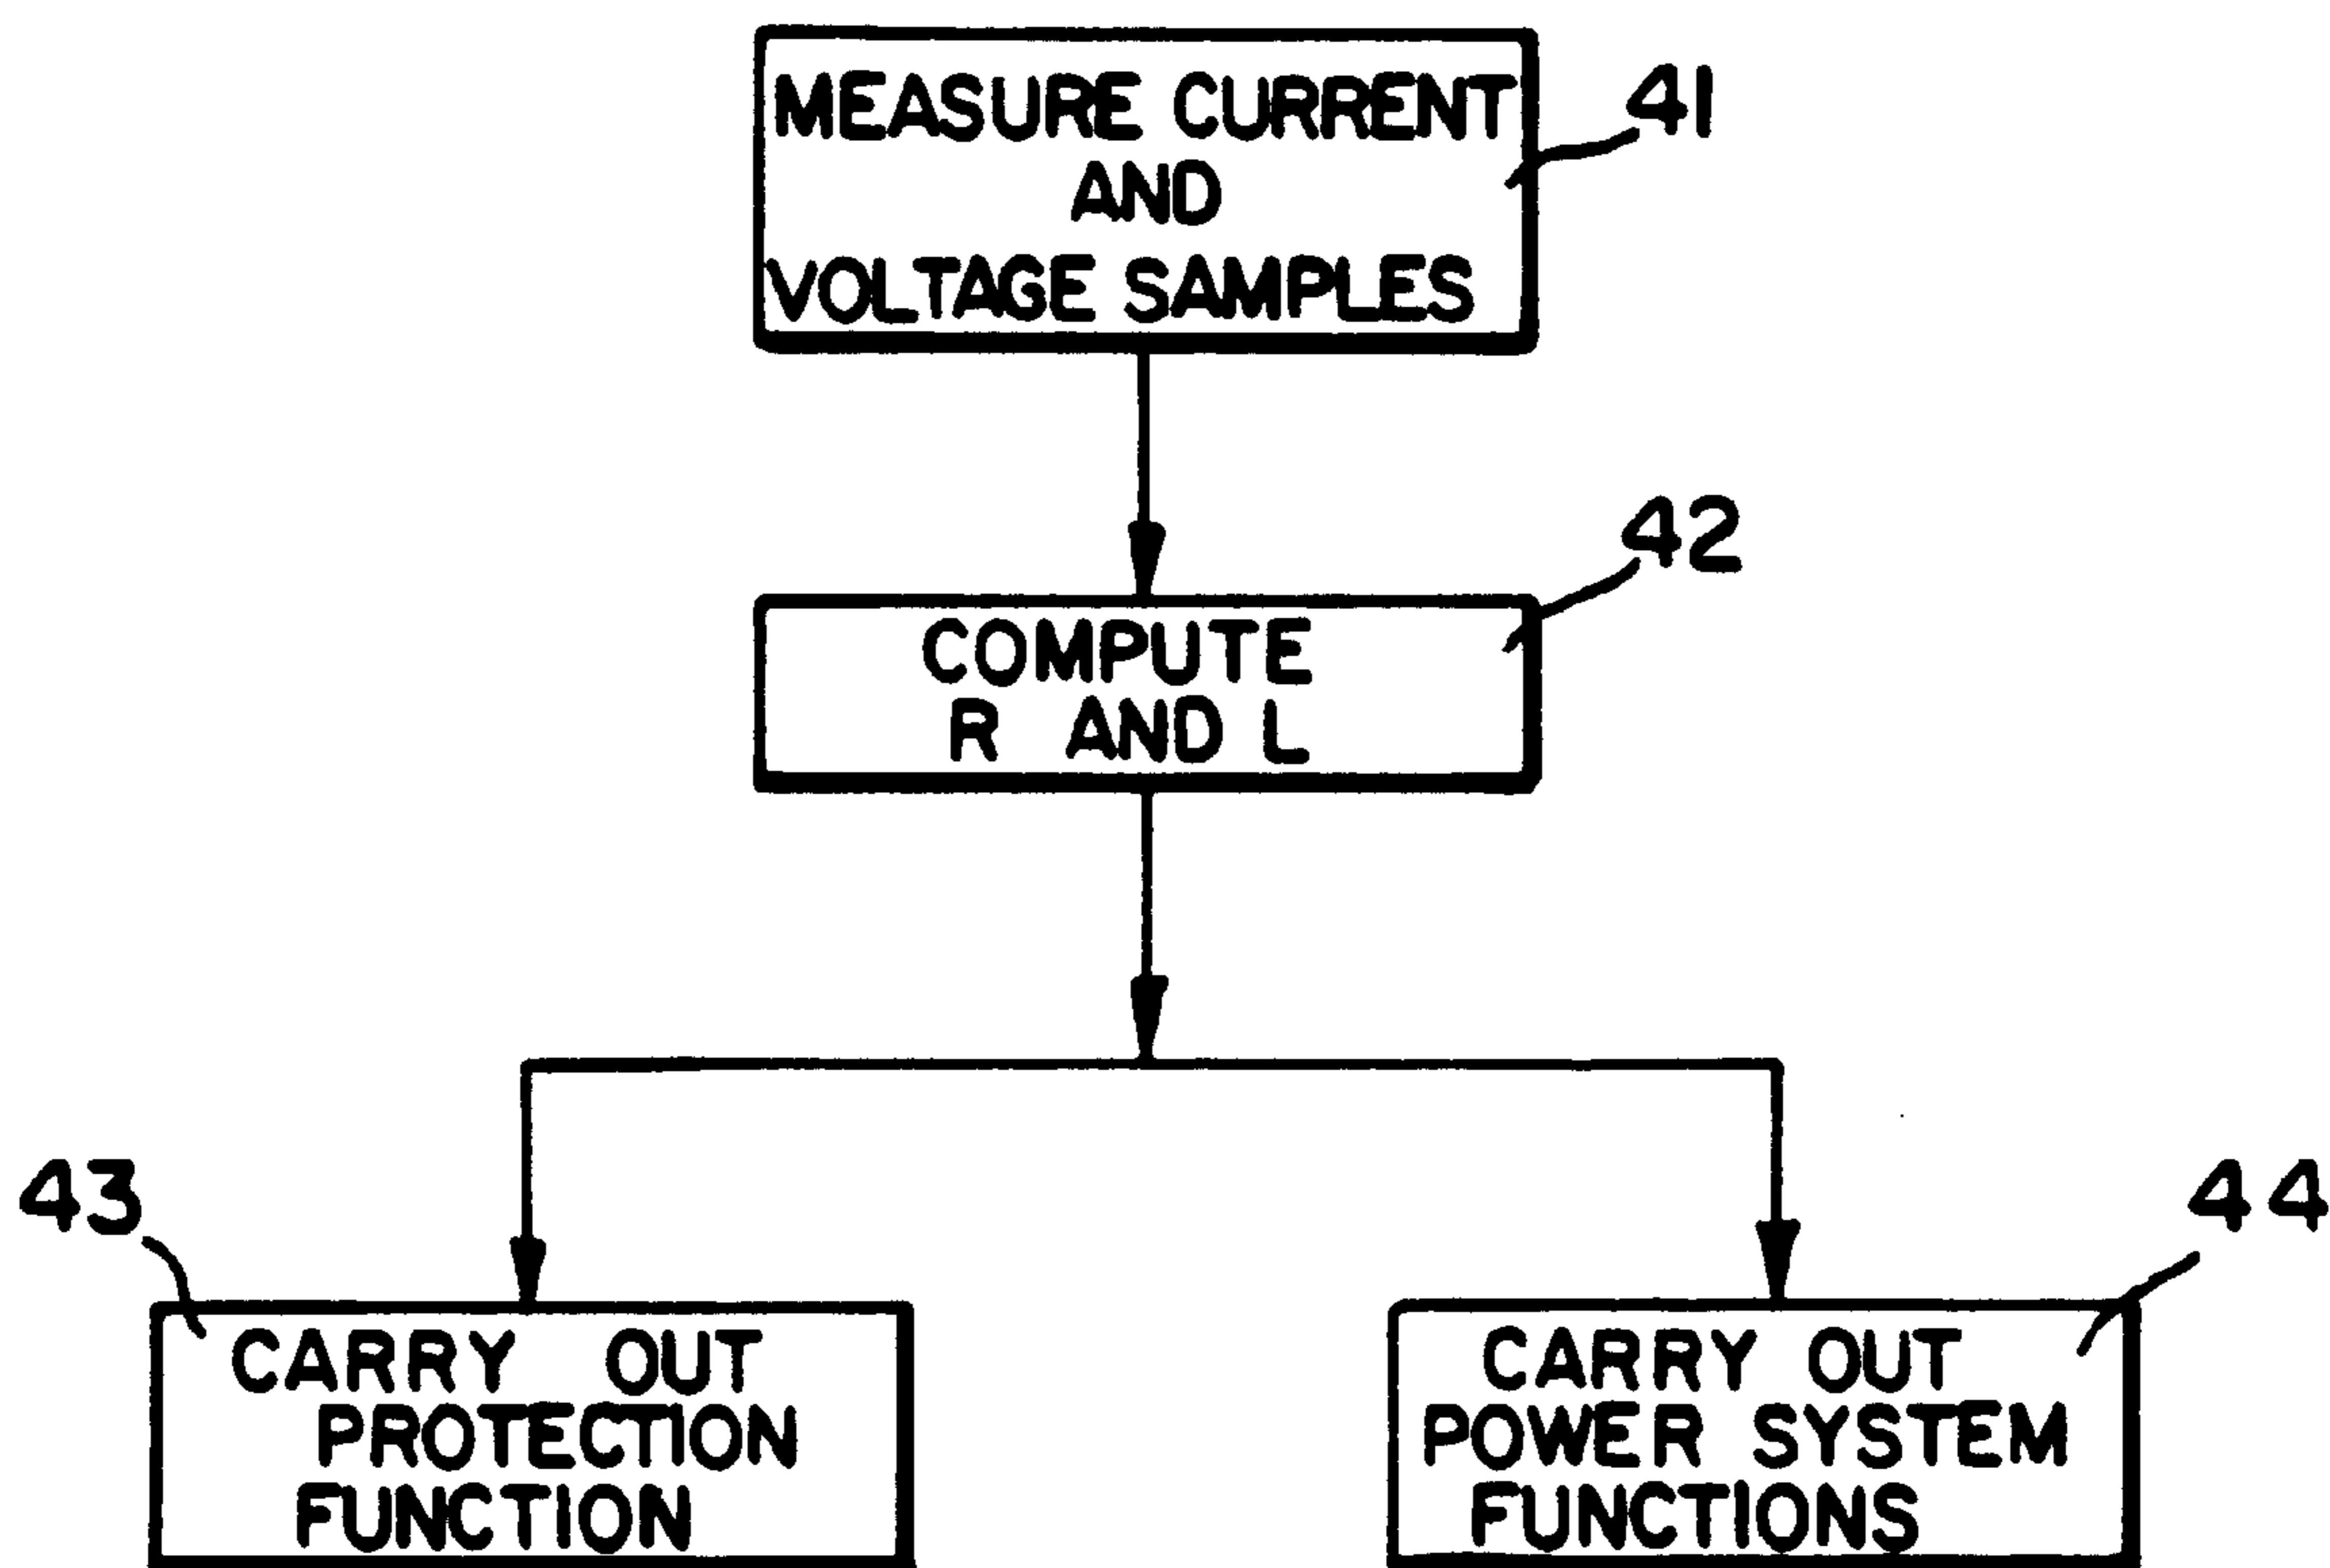 MEASURE CURRENT
AND
VOLTAGE SAMPLES
41
42
COMPUTE
R AND L
43
44
CARRY OUT
PROTECTION
FUNCTION
CARRY OUT
POWER SYSTEM
FUNCTIONS